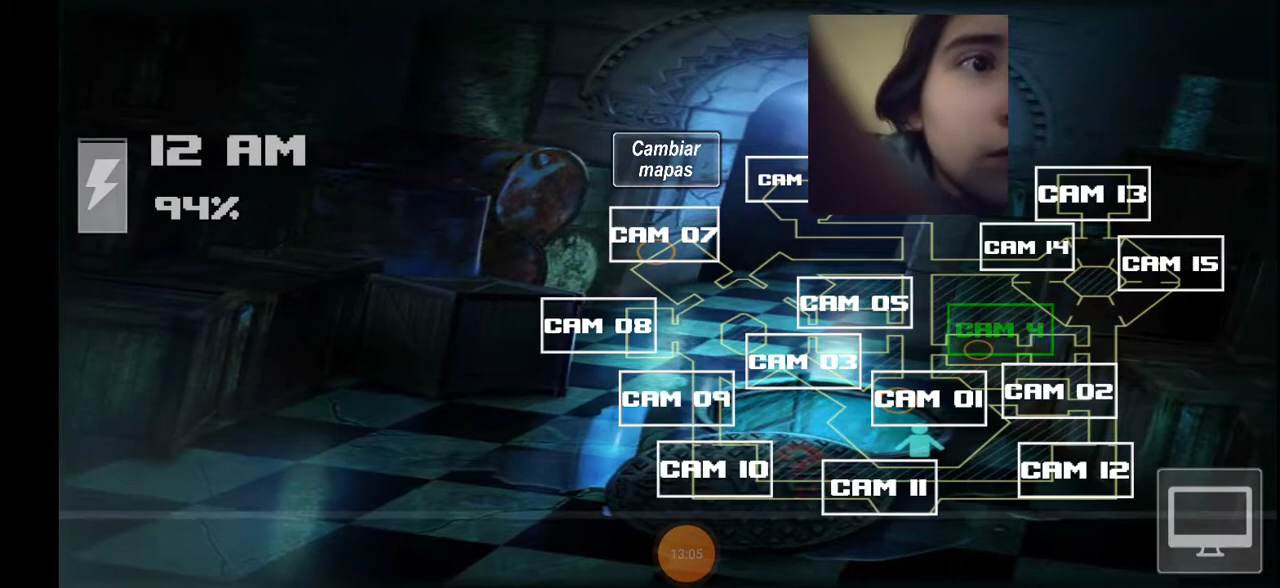 12 AM
94%
Cambiar
mapas
CAM
CAM 13
CAM 07
CAM 14
CAM 15
CAM 05
CAM 08
CAM 4
CAM 03
CAM 09
CAM 01
CAM 02
CAM 10
CAM 11
CAM 12
13:05